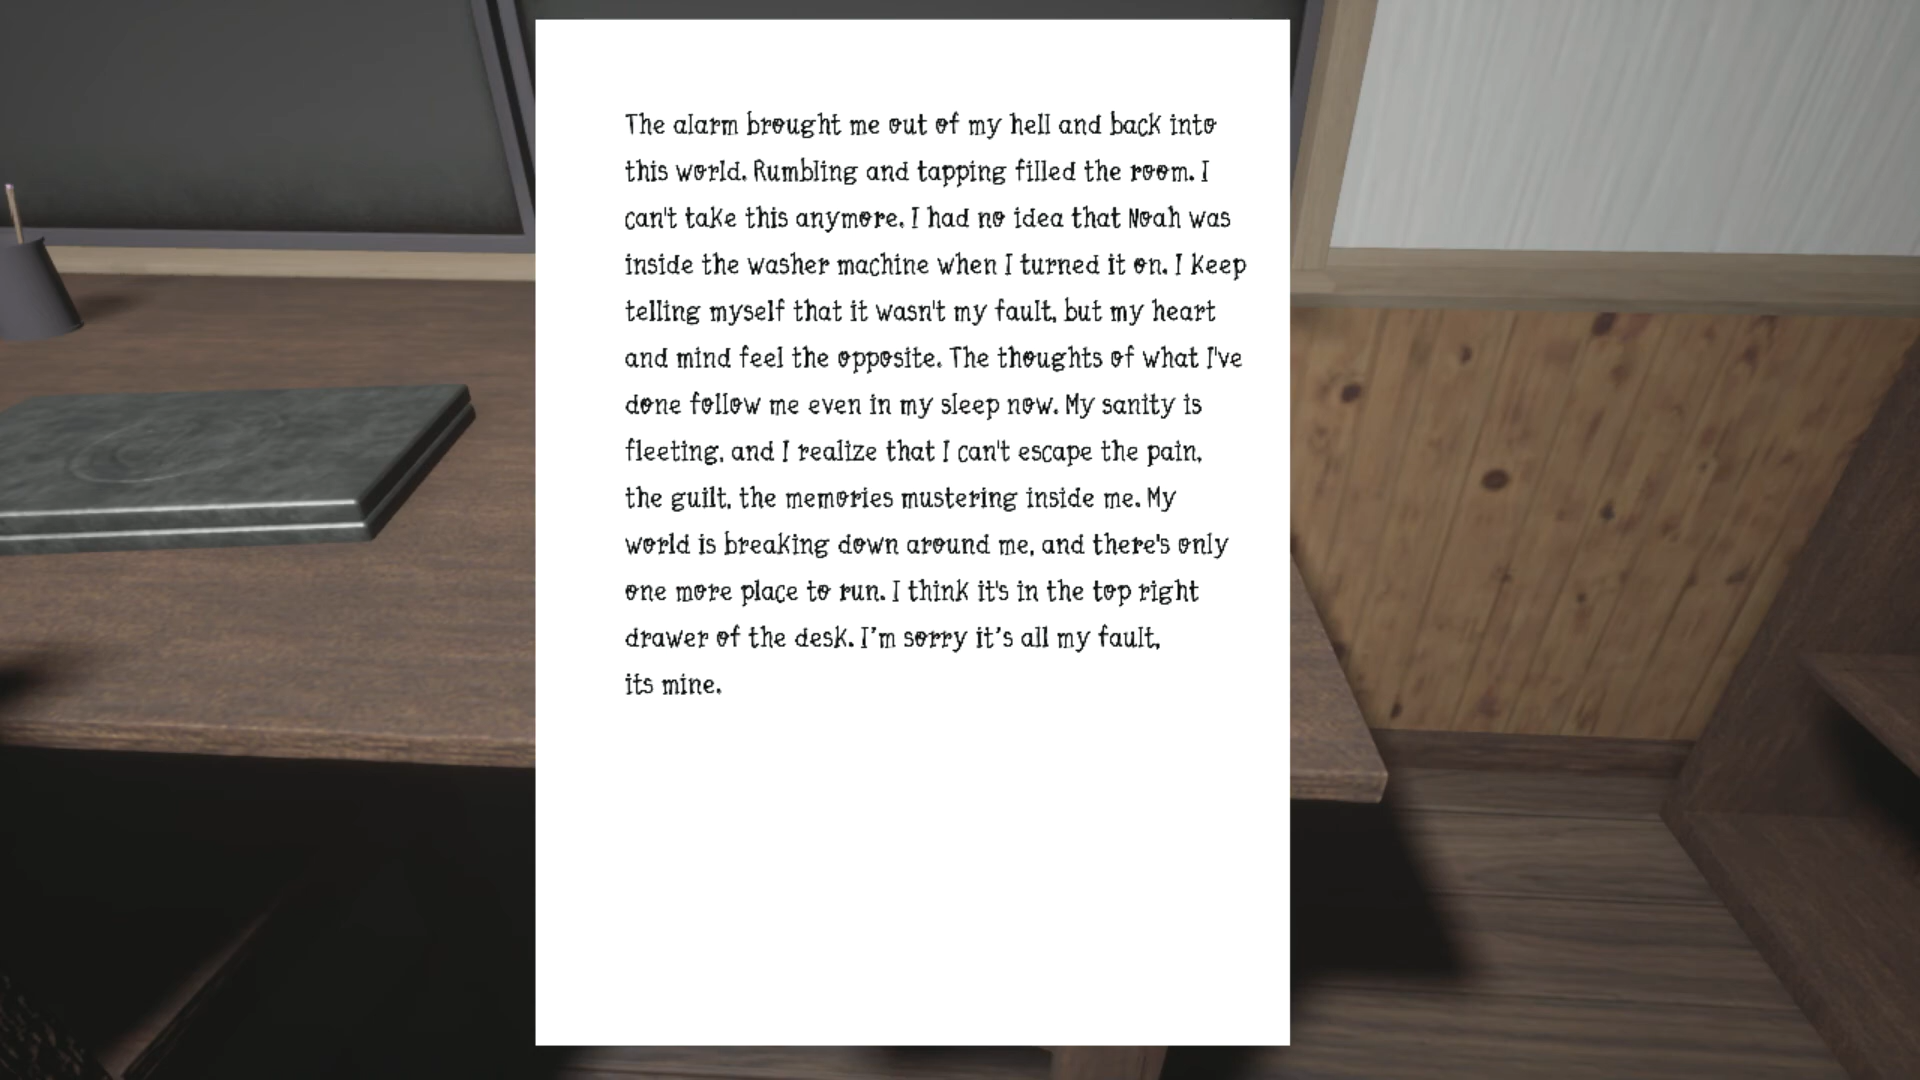 The alarm brought me out of my hell and back into
this world. Rumbling and tapping filled the room. I
can't take this anymore. I had no idea that Noah was
inside the washer machine when I turned it on. I keep
telling myself that it wasn't my fault, but my heart
and mind feel the opposite. The thoughts of what I've
done follow me even in my sleep now. My sanity is
fleeting, and I realize that I can't escape the pain,
the guilt, the memories mustering inside me. My
world is breaking down around me, and there's only
one more place to run. I think it's in the top right
drawer of the desk. I’m sorry it’s all my fault,
its mine.